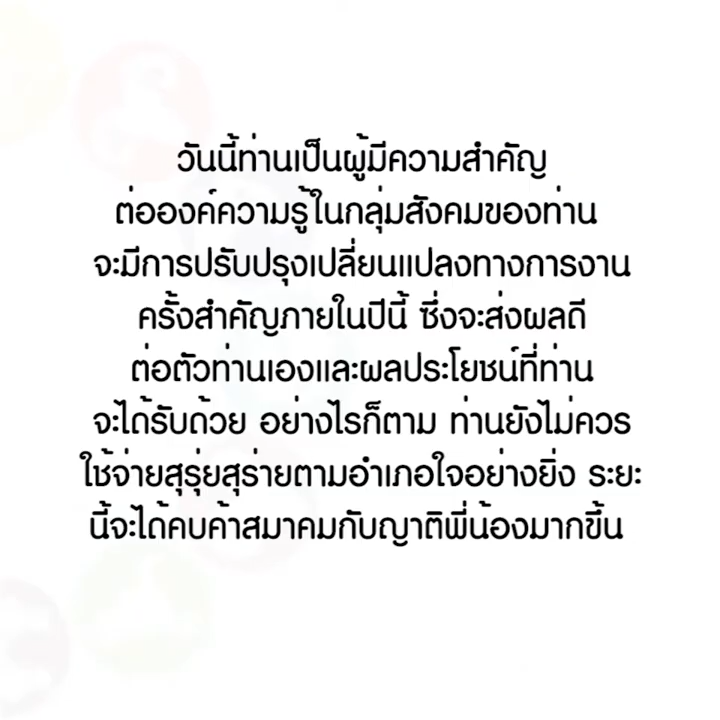 วันนี้ท่านเป็นผู้มีความสำคัญ
ต่อองค์ความรู้ในกลุ่มสังคมของท่าน
จะมีการปรับปรุงเปลี่ยนแปลงทางการงาน
ครั้งสำคัญภายในปีนี้ ซึ่งจะส่งผลดี
ต่อตัวท่านเองและผลประโยชน์ที่ท่าน
จะได้รับด้วย อย่างไรก็ตาม ท่านยังไม่ควร
ใช้จ่ายสุรุ่ยสุร่ายตามอำเภอใจอย่างยิ่ง ระยะ
นี้จะได้คบค้าสมาคมกับญาติพี่น้องมากขึ้น